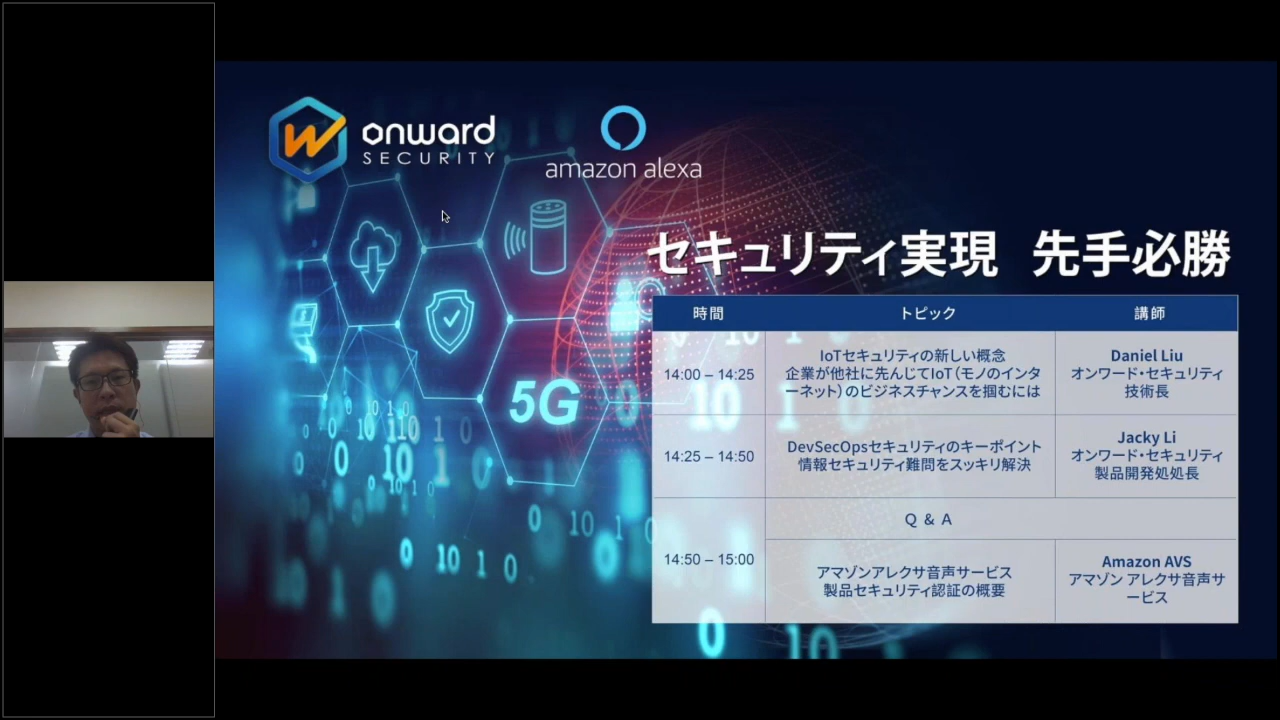 onward
SECURITY
amazon alexa
セキュリティ実現 先手必勝
時間 トピック 講師
14:00 – 14:25
IoTセキュリティの新しい概念
企業が他社に先んじてIoT(モノのインタ
ーネット)のビジネスチャンスを掴むには
Daniel Liu
オンワード・セキュリティ
技術長
14:25 – 14:50
DevSecOpsセキュリティのキーポイント
情報セキュリティ難問をスッキリ解決
Jacky Li
オンワード・セキュリティ
製品開発処処長
14:50 – 15:00
Q & A
アマゾンアレクサ音声サービス
製品セキュリティ認証の概要
Amazon AVS
アマゾン アレクサ音声サ
ービス
5G